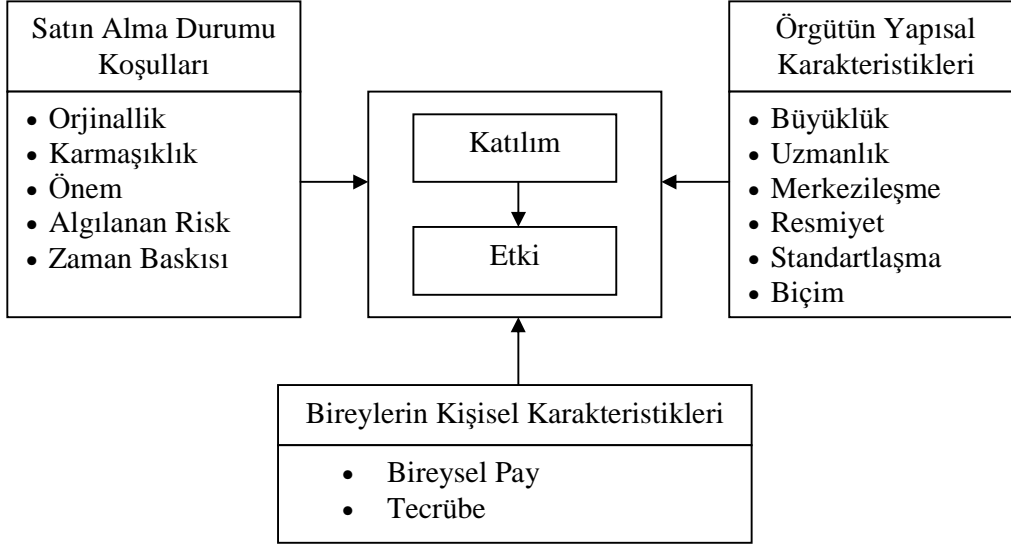 Satın Alma Durumu
Koşulları
• Orjinallik
• Karmaşıklık
• Önem
• Algılanan Risk
• Zaman Baskısı
Katılım
Etki
Örgütün Yapısal
Karakteristikleri
• Büyüklük
• Uzmanlık
• Merkezileşme
• Resmiyet
• Standartlaşma
• Biçim
Bireylerin Kişisel Karakteristikleri
• Bireysel Pay
• Tecrübe